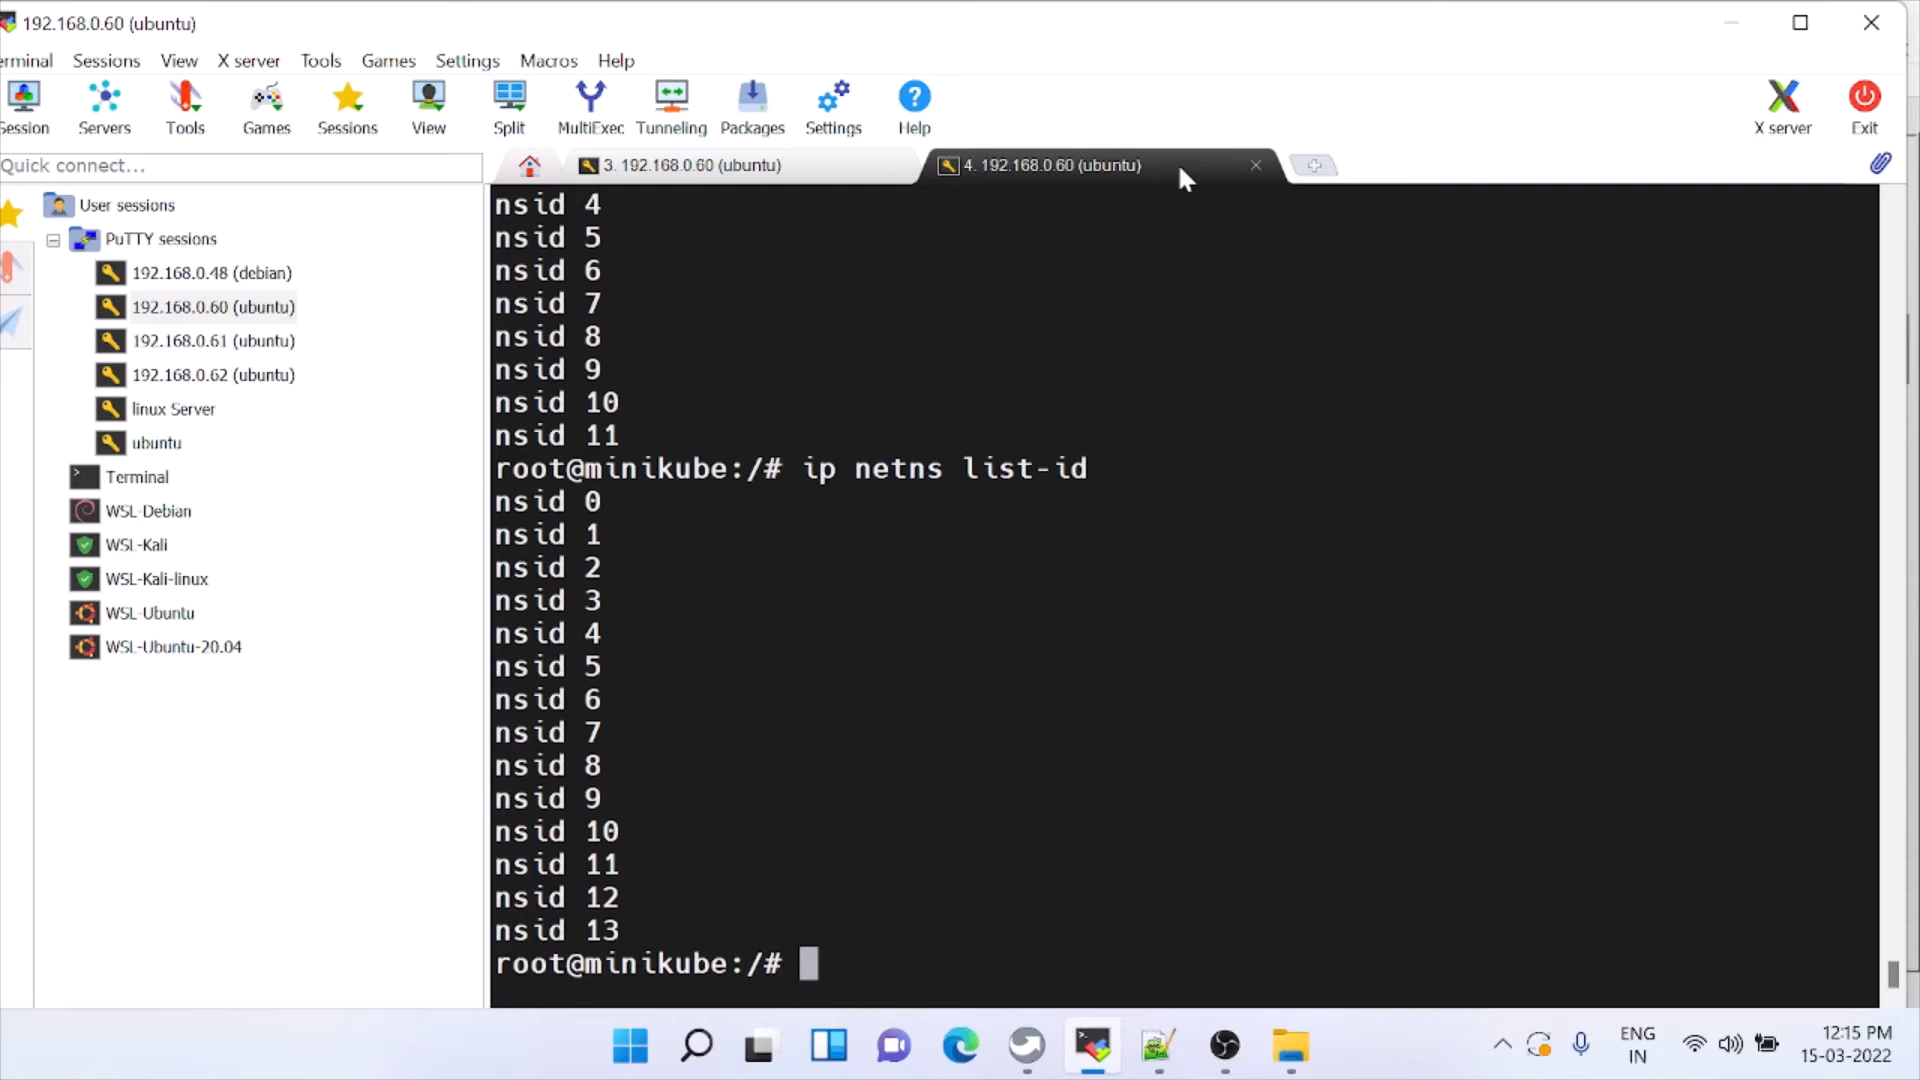 192.168.0.60 (ubuntu)
erminal Sessions View X server Tools Games Settings Macros Help
Session Servers Tools Games Sessions View Split MultiExec Tunneling Packages Settings Help X server Exit
Quick connect...
3. 192.168.0.60 (ubuntu)
4. 192.168.0.60 (ubuntu)
User sessions
PuTTY sessions
192.168.0.48 (debian)
192.168.0.60 (ubuntu)
192.168.0.61 (ubuntu)
192.168.0.62 (ubuntu)
linux Server
ubuntu
Terminal
WSL-Debian
WSL-Kali
WSL-Kali-linux
WSL-Ubuntu
WSL-Ubuntu-20.04
nsid 4
nsid 5
nsid 6
nsid 7
nsid 8
nsid 9
nsid 10
nsid 11
root@minikube:/# ip netns list-id
nsid 0
nsid 1
nsid 2
nsid 3
nsid 4
nsid 5
nsid 6
nsid 7
nsid 8
nsid 9
nsid 10
nsid 11
nsid 12
nsid 13
root@minikube:/#
ENG
IN
12:15 PM
15-03-2022